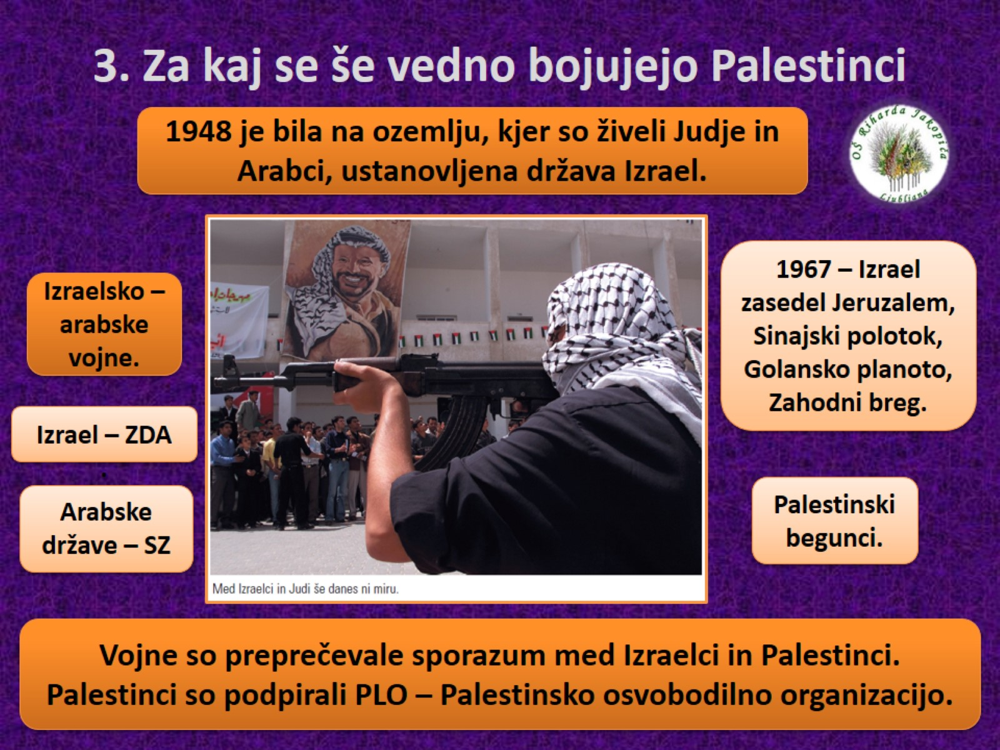 3. Za kaj se še vedno bojujejo Palestinci
1948 je bila na ozemlju, kjer so živeli Judje in
Arabci, ustanovljena država Izrael.
OŠ Riharda Jakopiča
Ljubljana
Izraelsko –
arabske
vojne.
Izrael – ZDA
.
Arabske
države – SZ
1967 – Izrael
zasedel Jeruzalem,
Sinajski polotok,
Golansko planoto,
Zahodni breg.
Palestinski
begunci.
Med Izraelci in Judi še danes ni miru.
Vojne so preprečevale sporazum med Izraelci in Palestinci.
Palestinci so podpirali PLO – Palestinsko osvobodilno organizacijo.